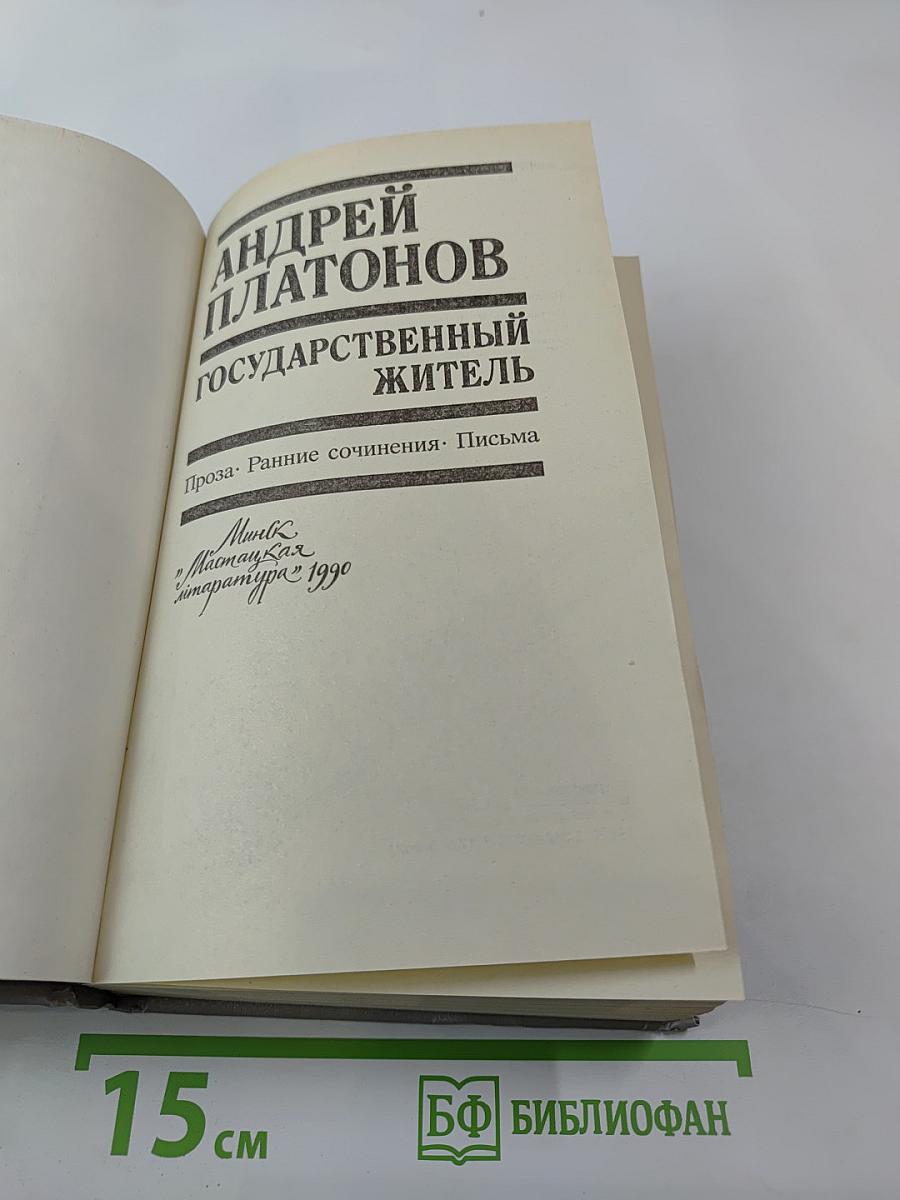 АНДРЕЙ
ПЛАТОНОВ
ГОСУДАРСТВЕННЫЙ
ЖИТЕЛЬ
Проза· Ранние сочинения· Письма
Минск
„Мастацкая
літаратура” 1990
15 см
БФ БИБЛИОФАН